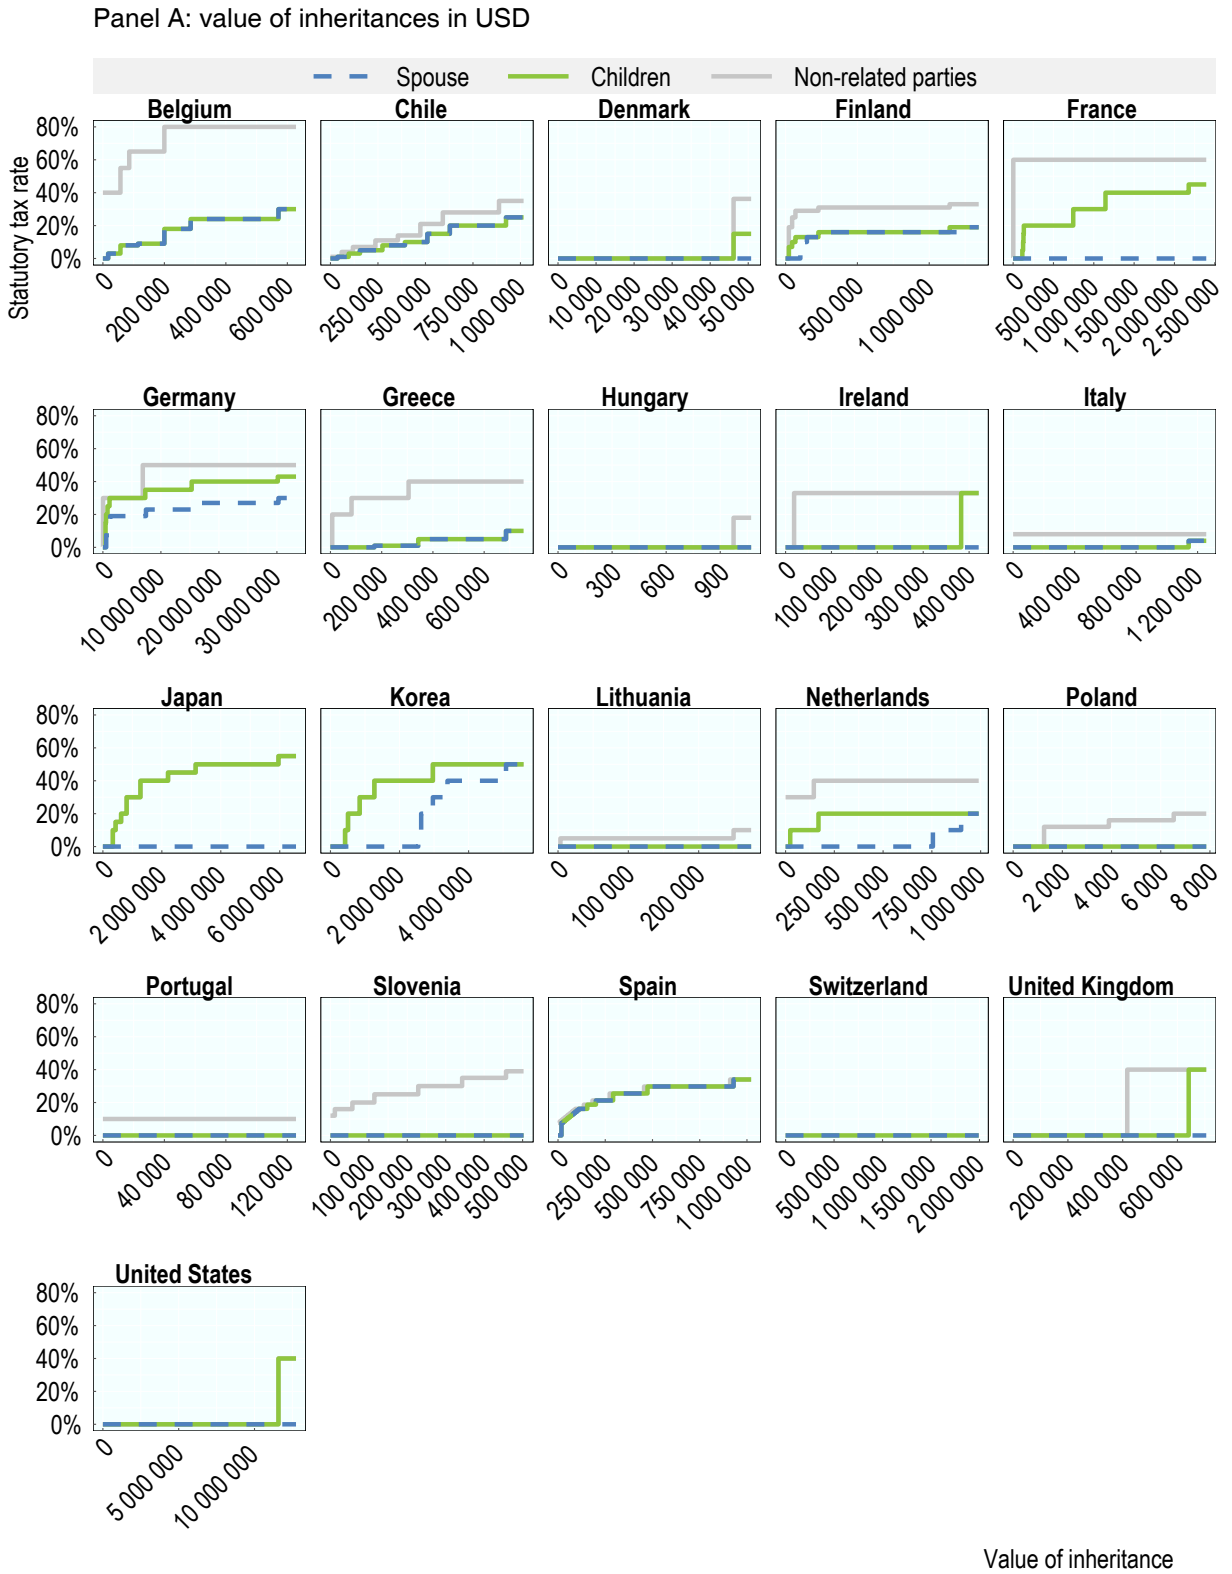 Panel A: value of inheritances in USD
Spouse Children Non-related parties
Belgium Chile Denmark Finland France
Statutory tax rate
80%
60%
40%
20%
0%
0 200 000 400 000 600 000
0 250 000 500 000 750 000 1 000 000
0 10 000 20 000 30 000 40 000 50 000
0 500 000 1 000 000
0 500 000 1 000 000 1 500 000 2 000 000 2 500 000
Germany Greece Hungary Ireland Italy
80%
60%
40%
20%
0%
0 10 000 000 20 000 000 30 000 000
0 200 000 400 000 600 000
0 300 600 900
0 100 000 200 000 300 000 400 000
0 400 000 800 000 1 200 000
Japan Korea Lithuania Netherlands Poland
80%
60%
40%
20%
0%
0 2 000 000 4 000 000 6 000 000
0 2 000 000 4 000 000
0 100 000 200 000
0 250 000 500 000 750 000 1 000 000
0 2 000 4 000 6 000 8 000
Portugal Slovenia Spain Switzerland United Kingdom
80%
60%
40%
20%
0%
0 40 000 80 000 120 000
0 100 000 200 000 300 000 400 000 500 000
0 250 000 500 000 750 000 1 000 000
0 500 000 1 000 000 1 500 000 2 000 000
0 200 000 400 000 600 000
United States
80%
60%
40%
20%
0%
0 5 000 000 10 000 000
Value of inheritance